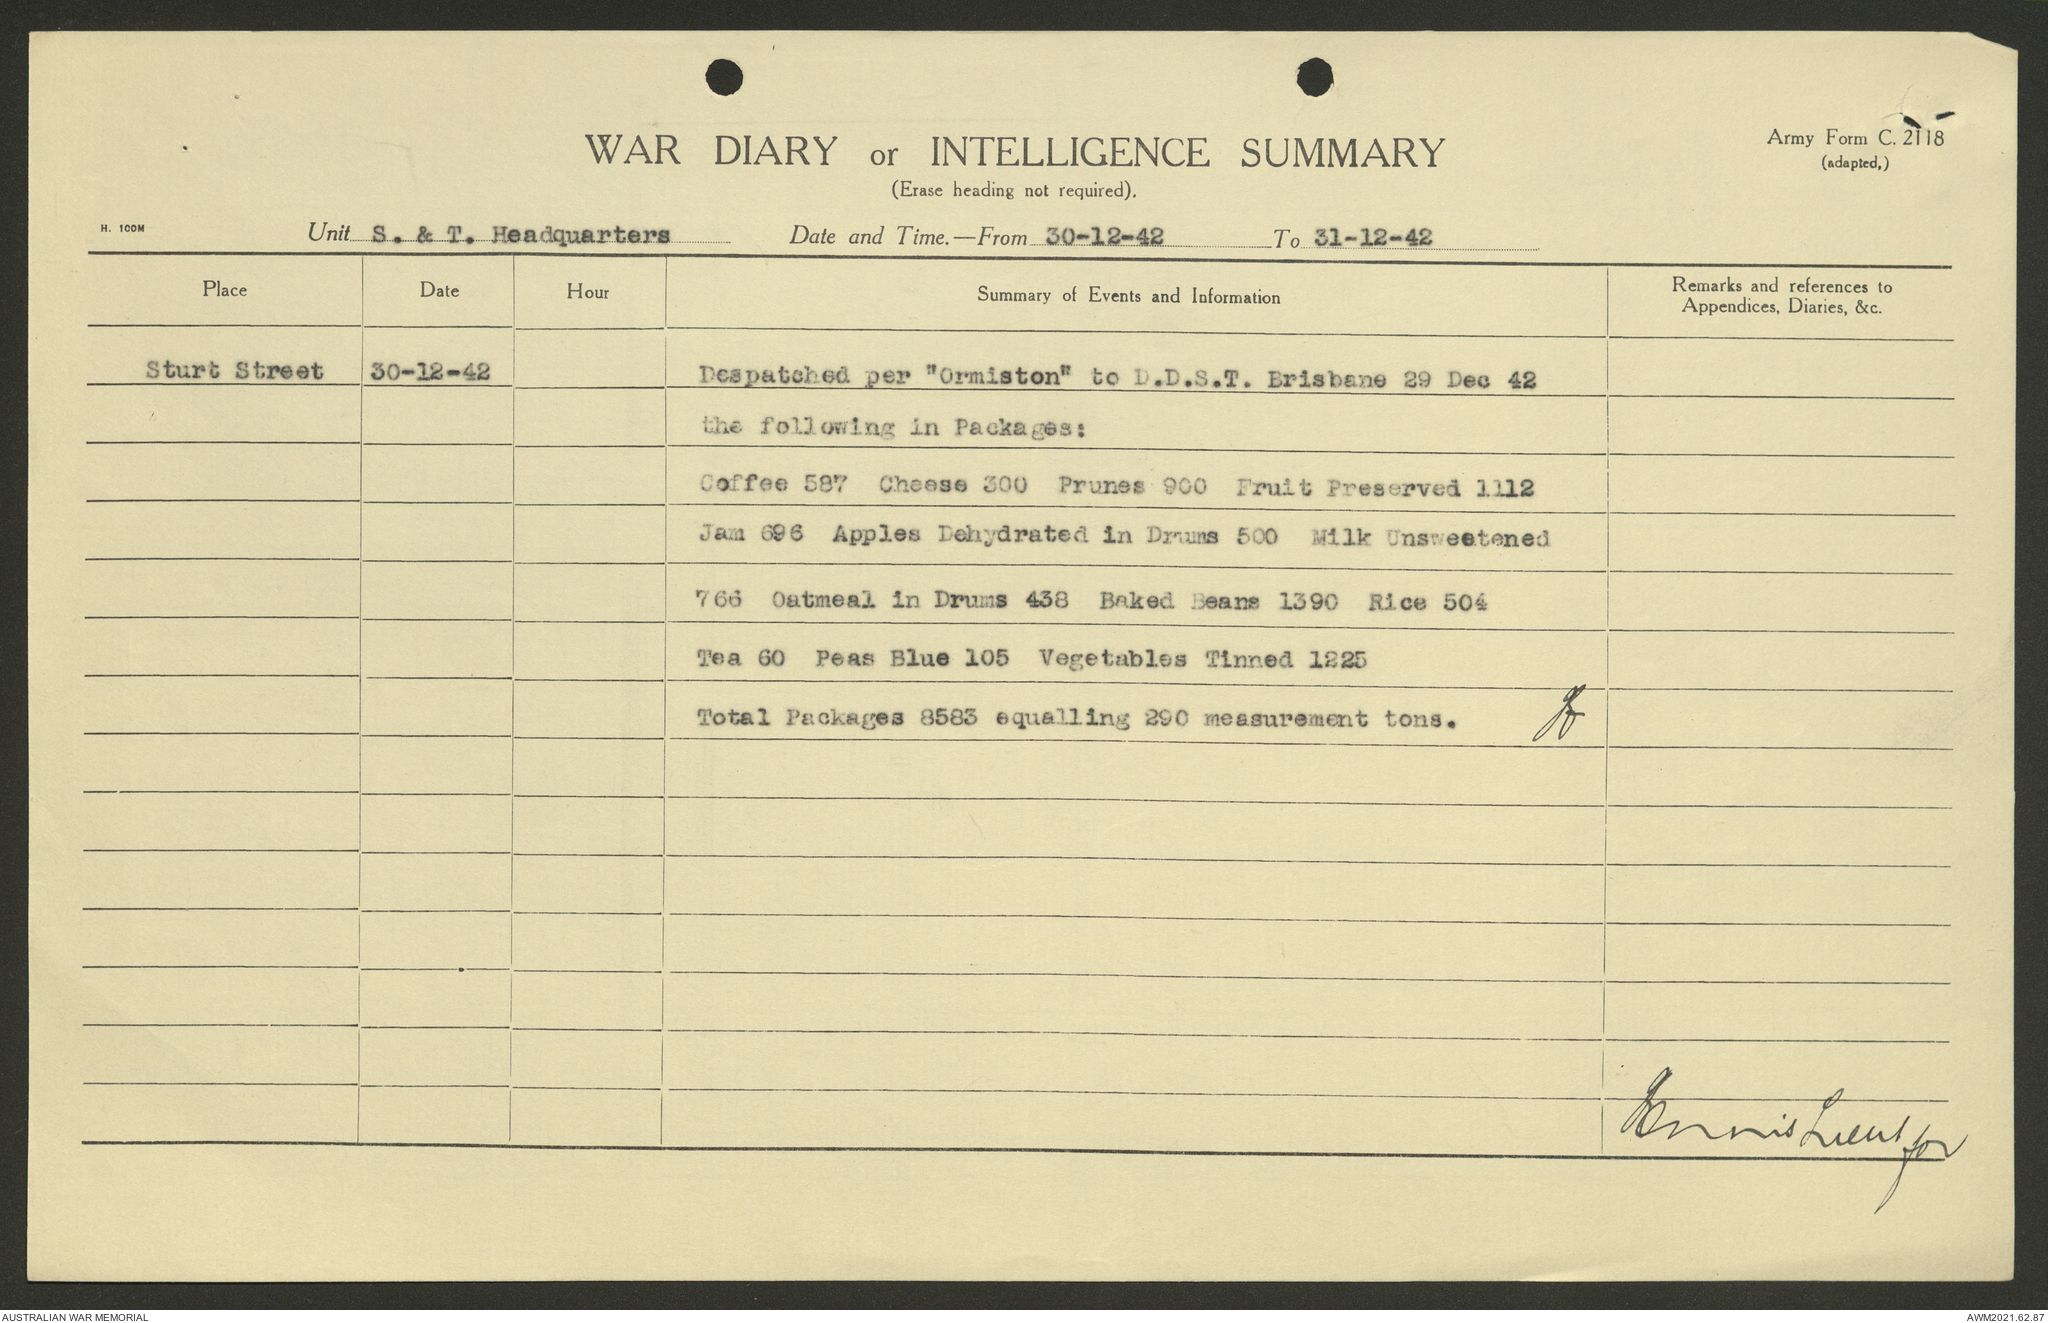 WAR DIARY or INTELLIGENCE SUMMARY
Army Form C. 2118
(adapted,)
(Erase heading not required).
H. 100M
Unit S. & T. Headquarters Date and Time.—From 30-12-42 To 31-12-42
Place Date Hour Summary of Events and Information Remarks and references to
Appendices, Diaries, &c.
Sturt Street 30-12-42 Despatched per "Ormiston" to D.D.S.T. Brisbane 29 Dec 42
the following in Packages:
Coffee 587 Cheese 300 Prunes 900 Fruit Preserved 1112
Jam 696 Apples Dehydrated in Drums 500 Milk Unsweetened
766 Oatmeal in Drums 438 Baked Beans 1390 Rice 504
Tea 60 Peas Blue 105 Vegetables Tinned 1225
Total Packages 8583 equalling 290 measurement tons.
Lieut for
AUSTRALIAN WAR MEMORIAL
AWM2021.62.87